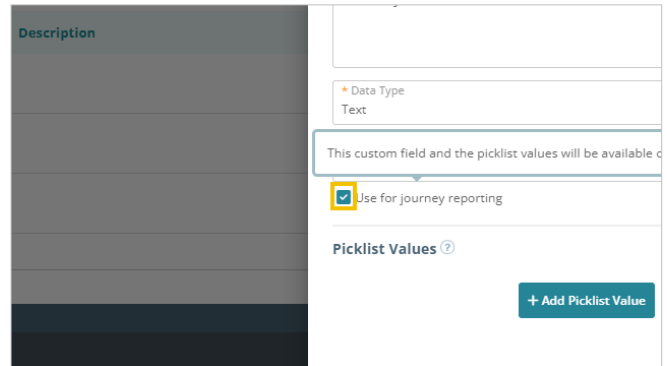 Description
* Data Type
Text
This custom field and the picklist values will be available
Use for journey reporting
Picklist Values ?
+ Add Picklist Value